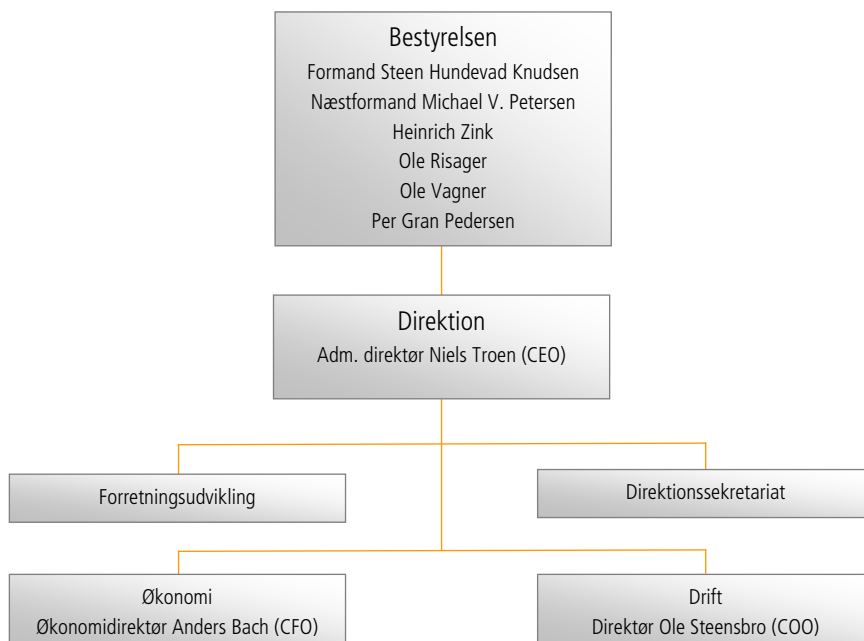 Bestyrelsen
Formand Steen Hundevad Knudsen
Næstformand Michael V. Petersen
Heinrich Zink
Ole Risager
Ole Vagner
Per Gran Pedersen
Direktion
Adm. direktør Niels Troen (CEO)
Forretningsudvikling
Direktionssekretariat
Økonomi
Økonomidirektør Anders Bach (CFO)
Drift
Direktør Ole Steensbro (COO)